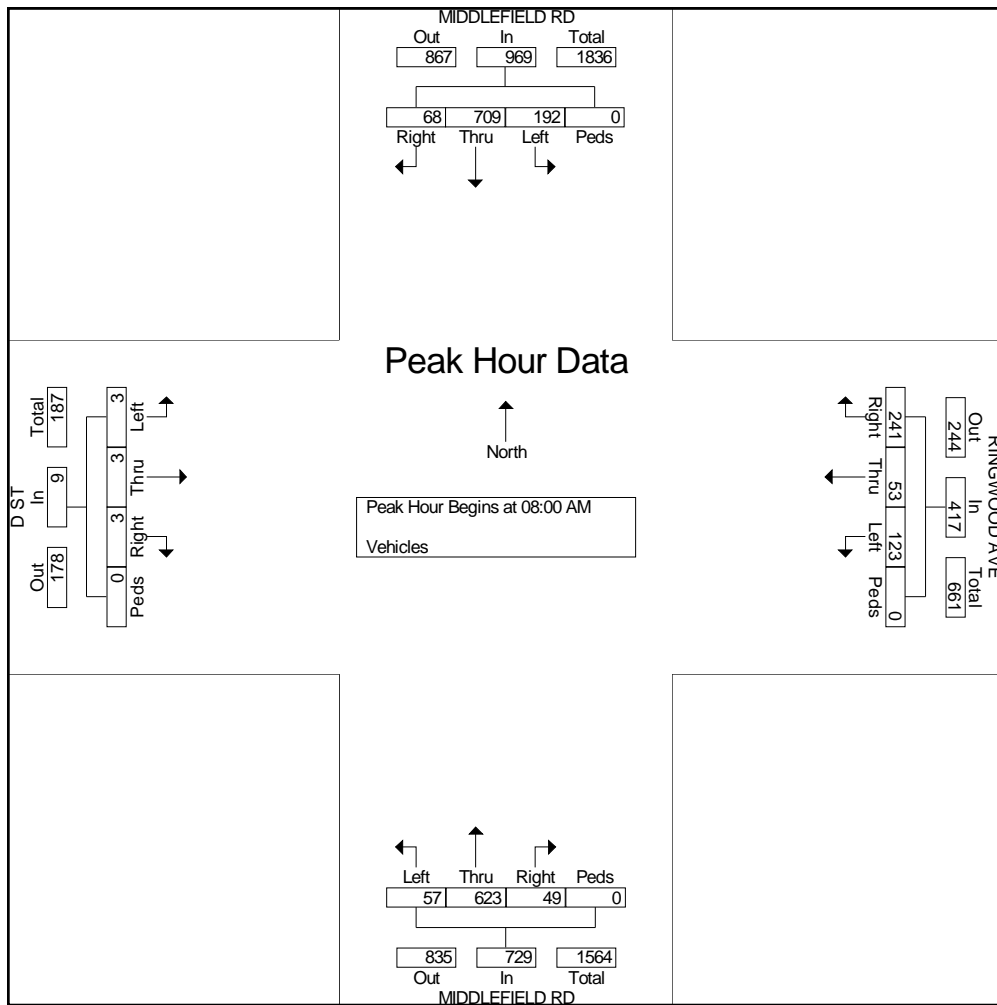 MIDDLEFIELD RD
Out In Total
867 969 1836
68 709 192 0
Right Thru Left Peds
Peak Hour Data
North
Peak Hour Begins at 08:00 AM
Vehicles
D ST
Total In Out
187 9 178
3 3 3 0
Left Thru Right Peds
RINGWOOD AVE
Out In Total
244 417 661
241 53 123 0
Right Thru Left Peds
Left Thru Right Peds
57 623 49 0
835 729 1564
Out In Total
MIDDLEFIELD RD